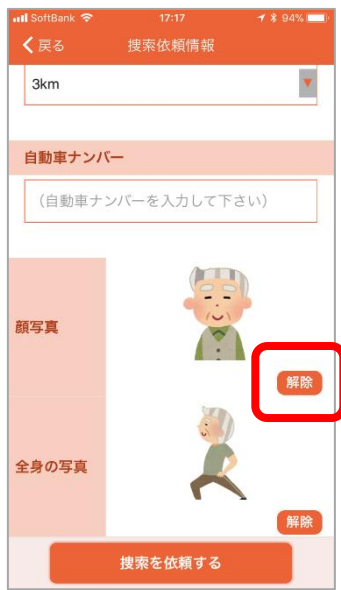 SoftBank 17:17 94%
戻る 捜索依頼情報
3km
自動車ナンバー
（自動車ナンバーを入力して下さい）
顔写真
解除
全身の写真
解除
捜索を依頼する